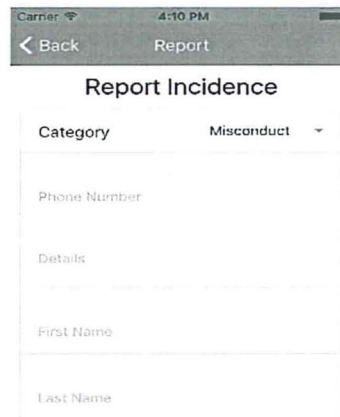 Carrier 4:10 PM
Back Report
Report Incidence
Category Misconduct
Phone Number
Details
First Name
Last Name